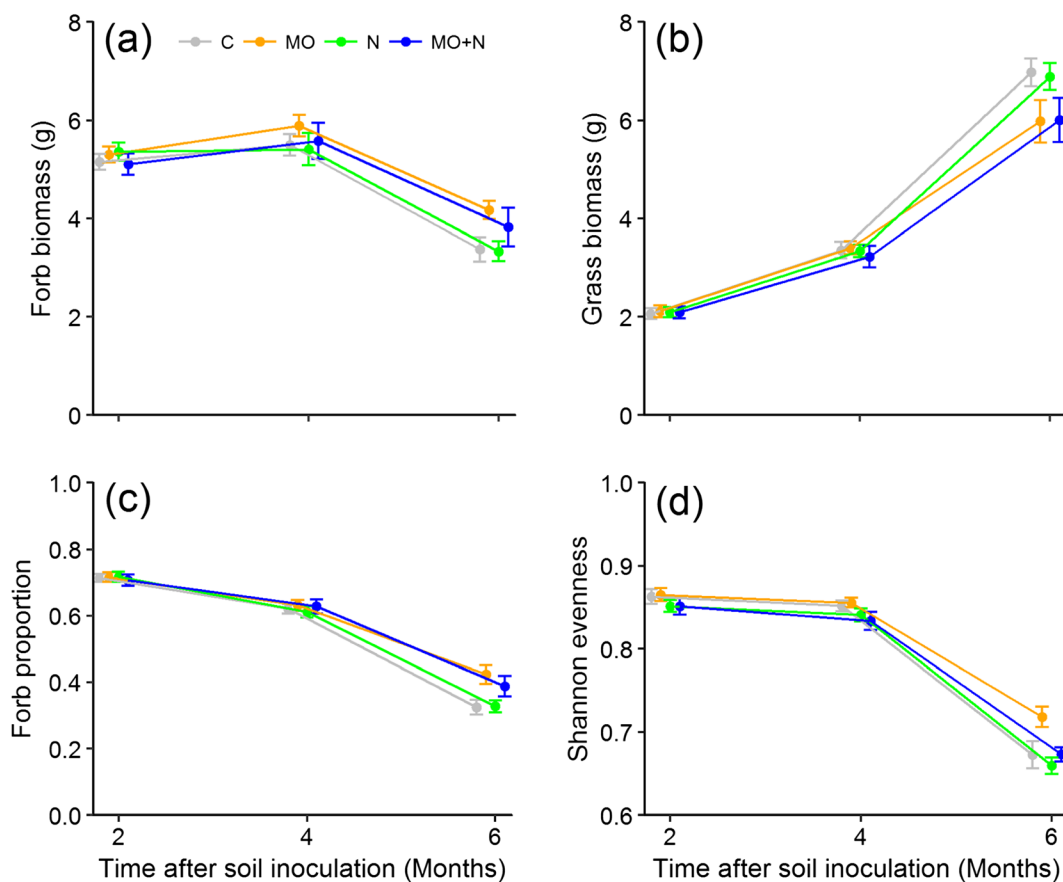 (a)
C MO N MO+N
Forb biomass (g)
8
6
4
2
0
(b)
Grass biomass (g)
8
6
4
2
0
(c)
Forb proportion
1.0
0.8
0.6
0.4
0.2
0.0
2 4 6
Time after soil inoculation (Months)
(d)
Shannon evenness
1.0
0.9
0.8
0.7
0.6
2 4 6
Time after soil inoculation (Months)